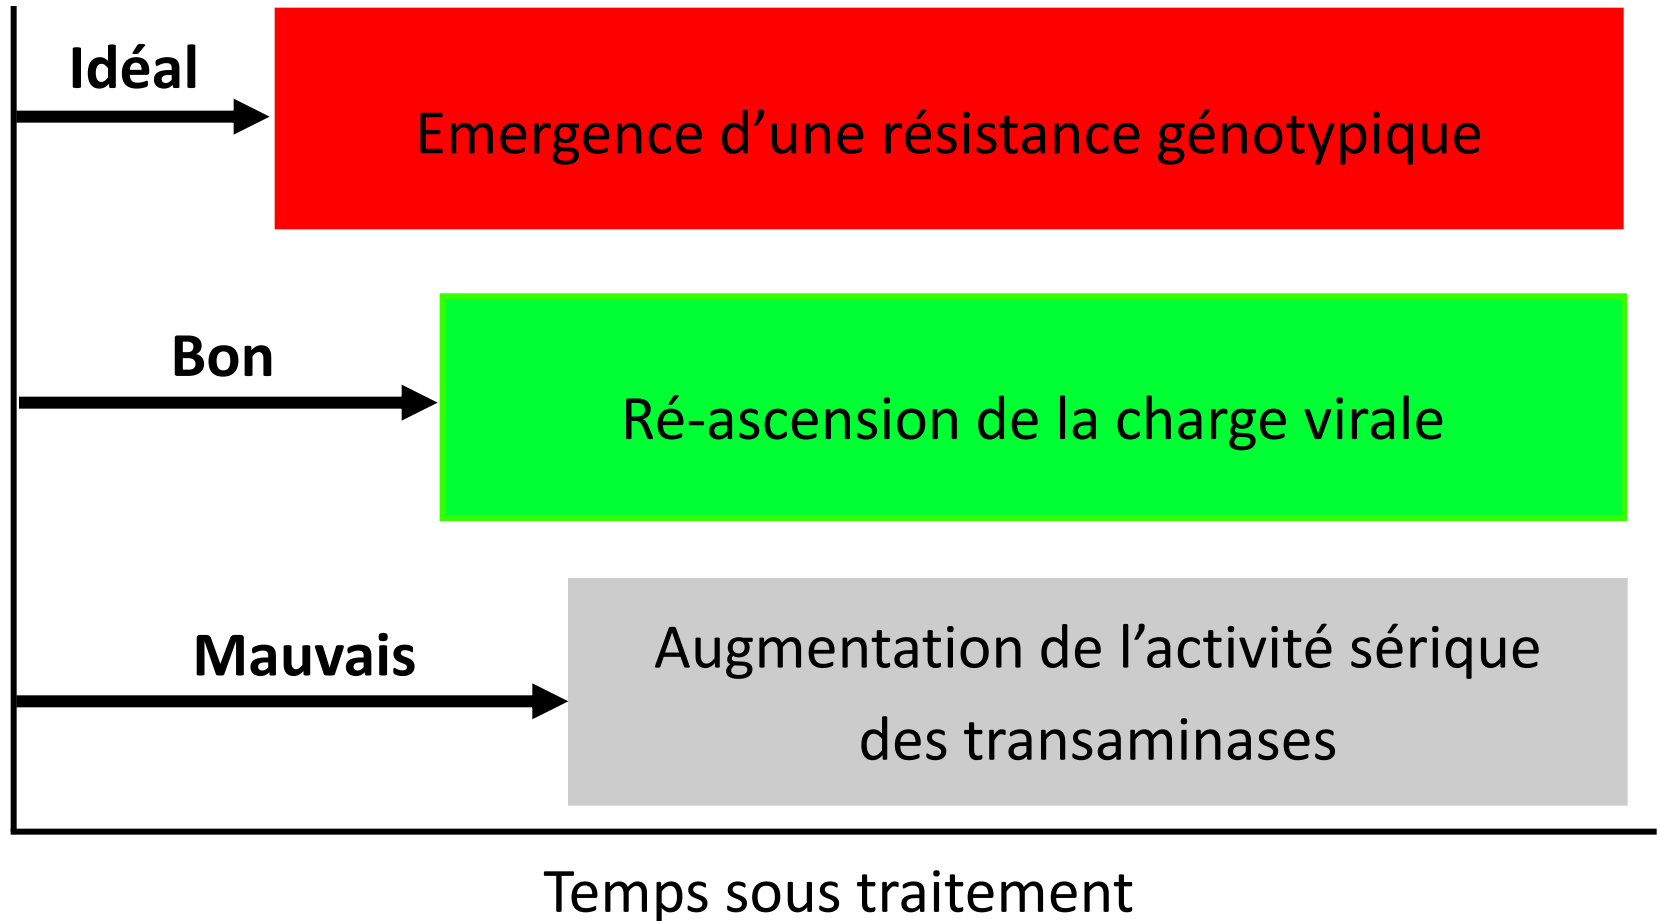 Idéal
Emergence d’une résistance génotypique
Bon
Ré-ascension de la charge virale
Mauvais
Augmentation de l’activité sérique
des transaminases
Temps sous traitement